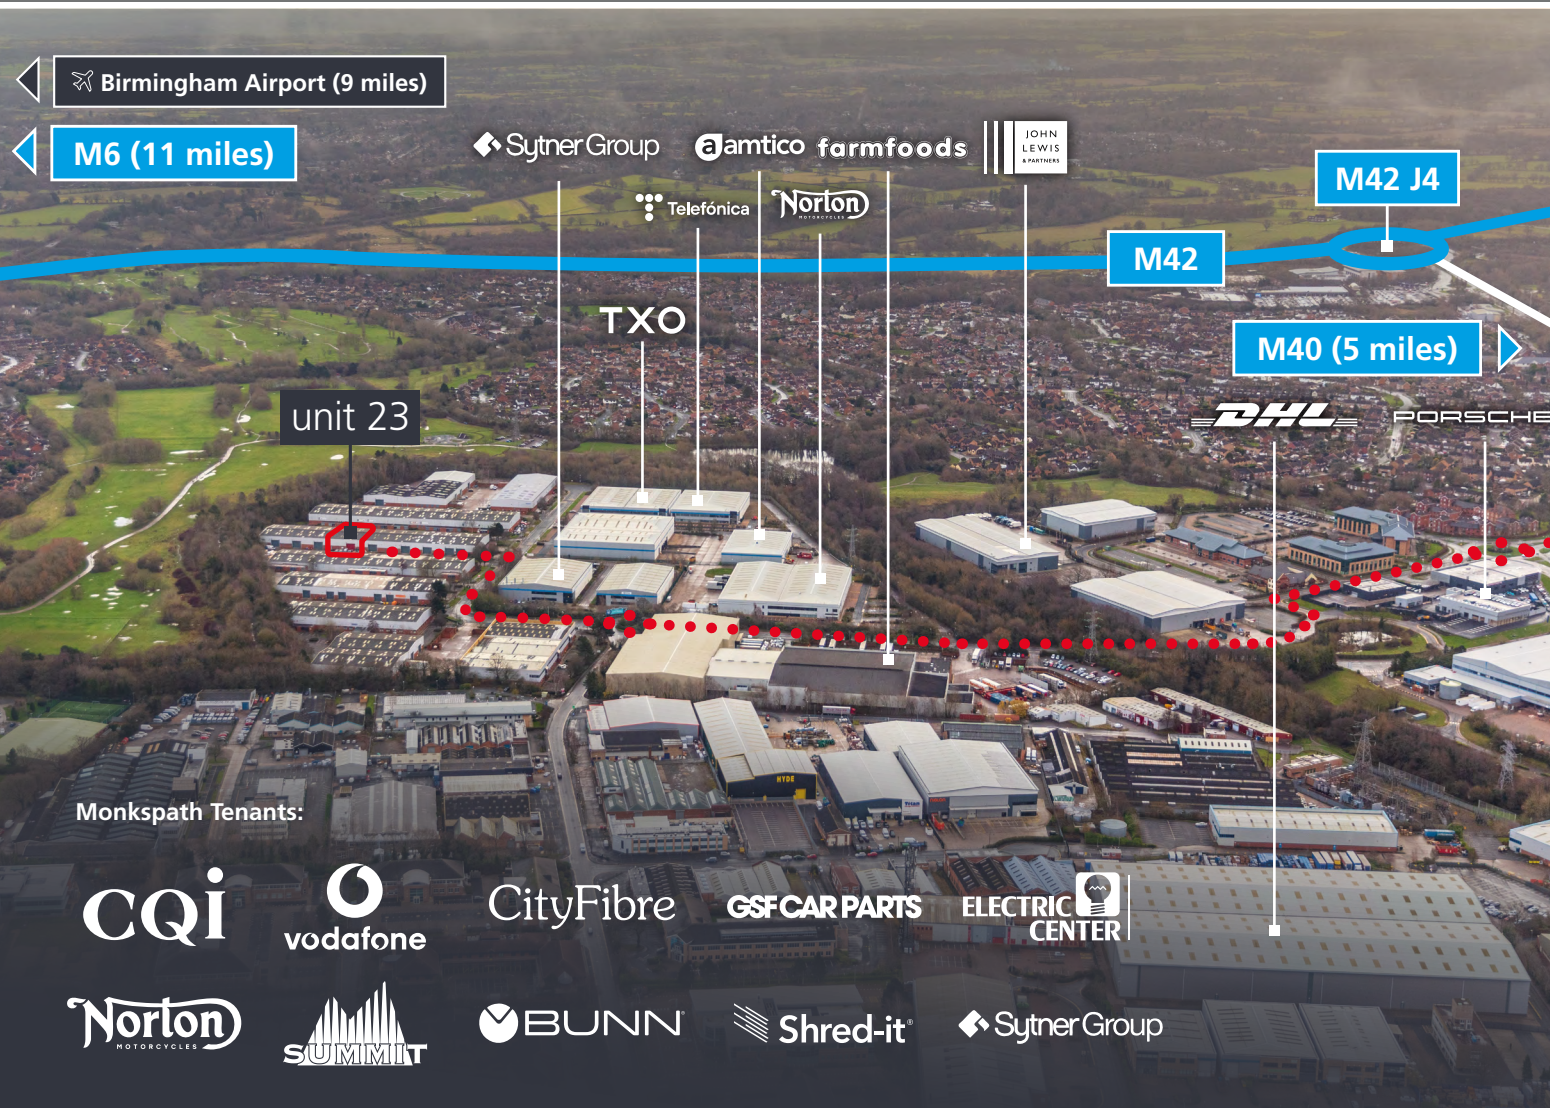 Birmingham Airport (9 miles)
M6 (11 miles)
Sytner Group
amtico
farmfoods
JOHN
LEWIS
& PARTNERS
M42 J4
Telefónica
Norton
MOTORCYCLES
M42
TXO
M40 (5 miles)
unit 23
DHL
PORSCHE
HYDE
Monkspath Tenants:
CQi
vodafone
CityFibre
GSF CAR PARTS
ELECTRIC
CENTER
Norton
MOTORCYCLES
SUMMIT
BUNN
Shred-it®
Sytner Group